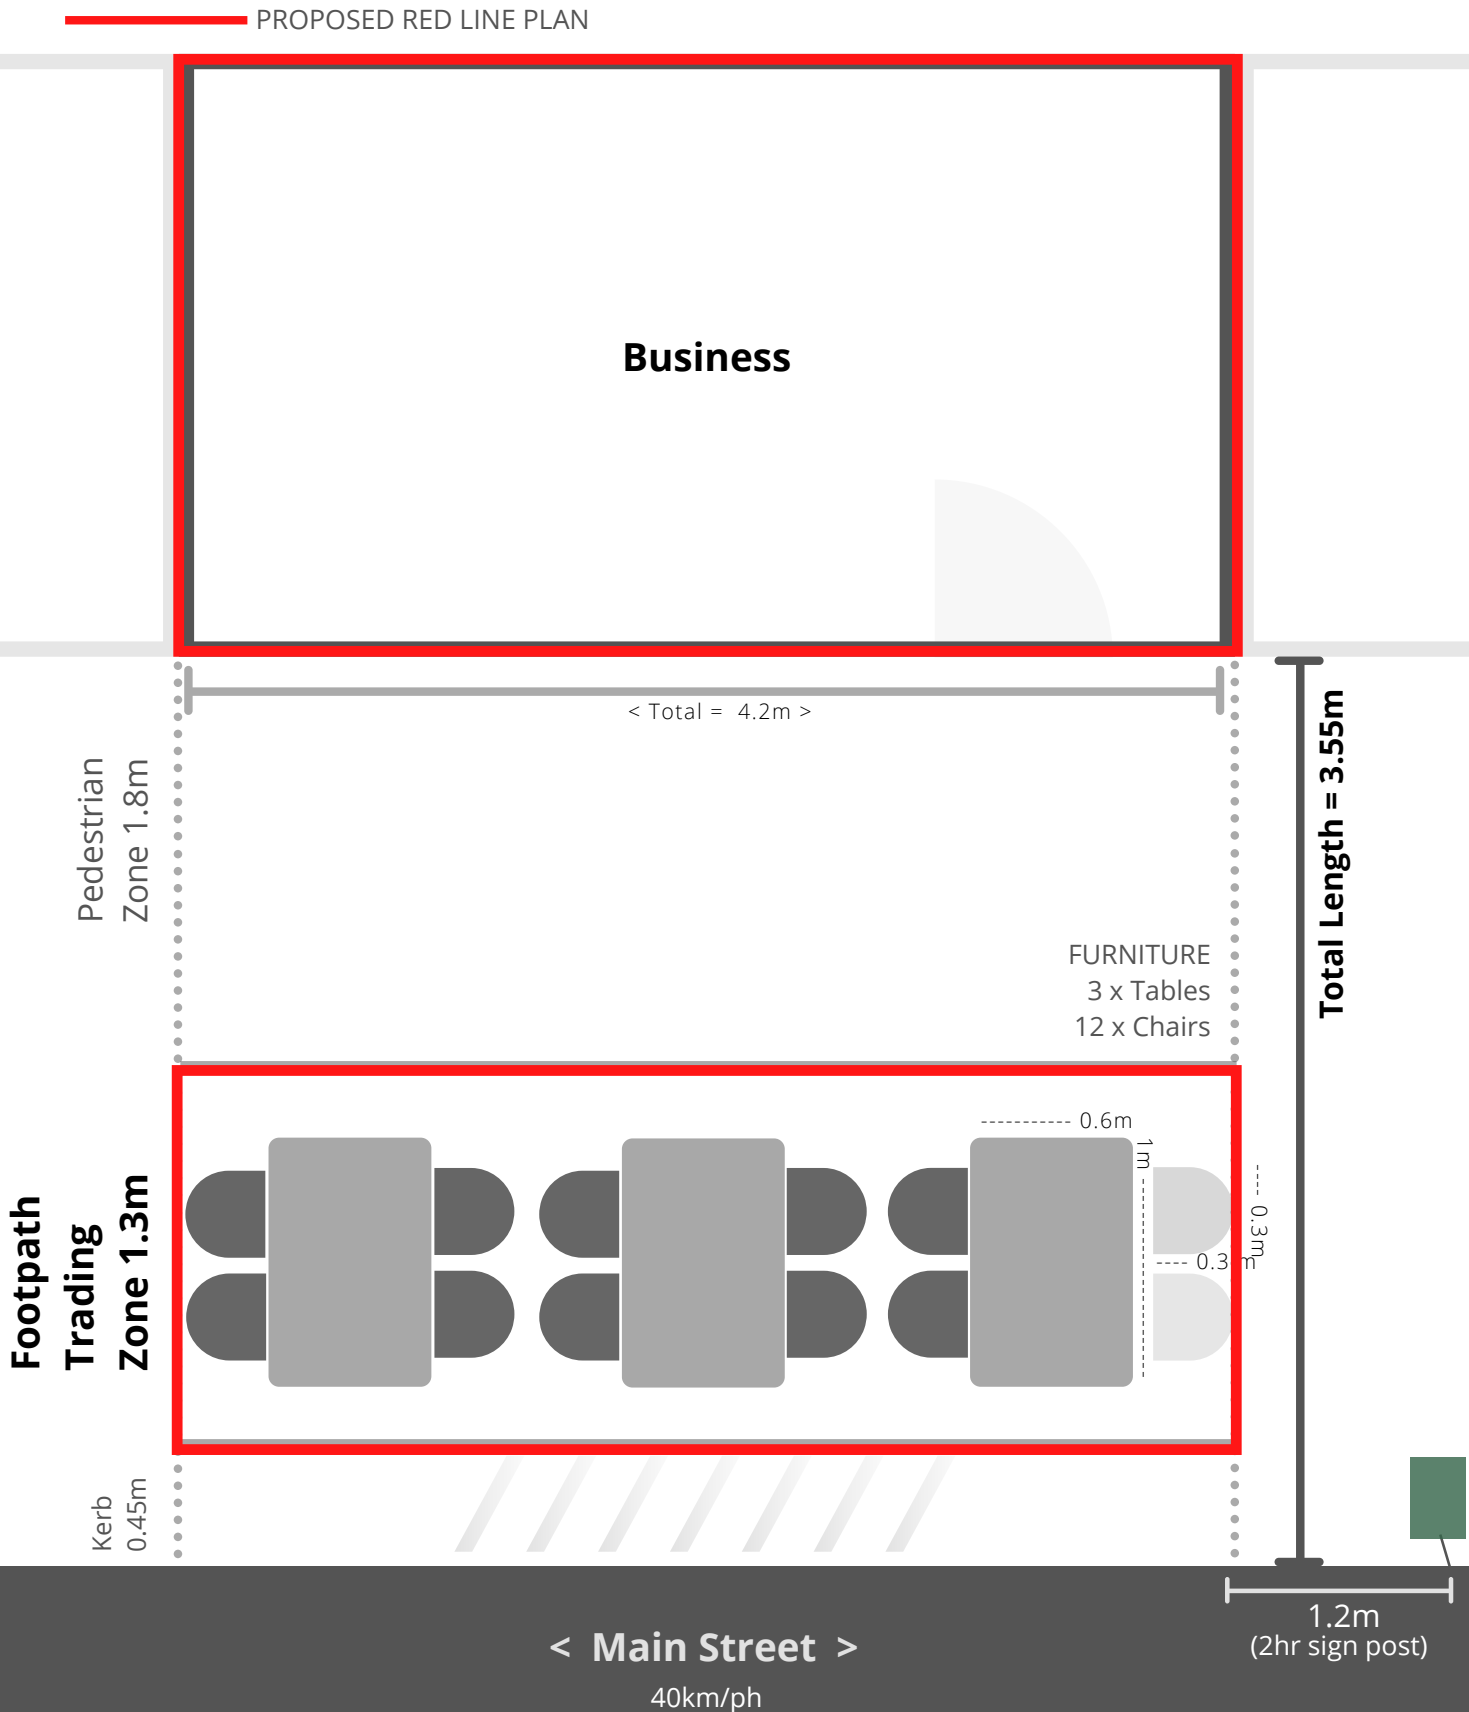 PROPOSED RED LINE PLAN
Business
< Total =  4.2m >
Pedestrian
Zone 1.8m
Total Length = 3.55m
FURNITURE
3 x Tables
12 x Chairs
----------- 0.6m
1m -----------------
---- 0.3m
---- 0.3m
Footpath
Trading
Zone 1.3m
Kerb
0.45m
1.2m
(2hr sign post)
<  Main Street  >
40km/ph